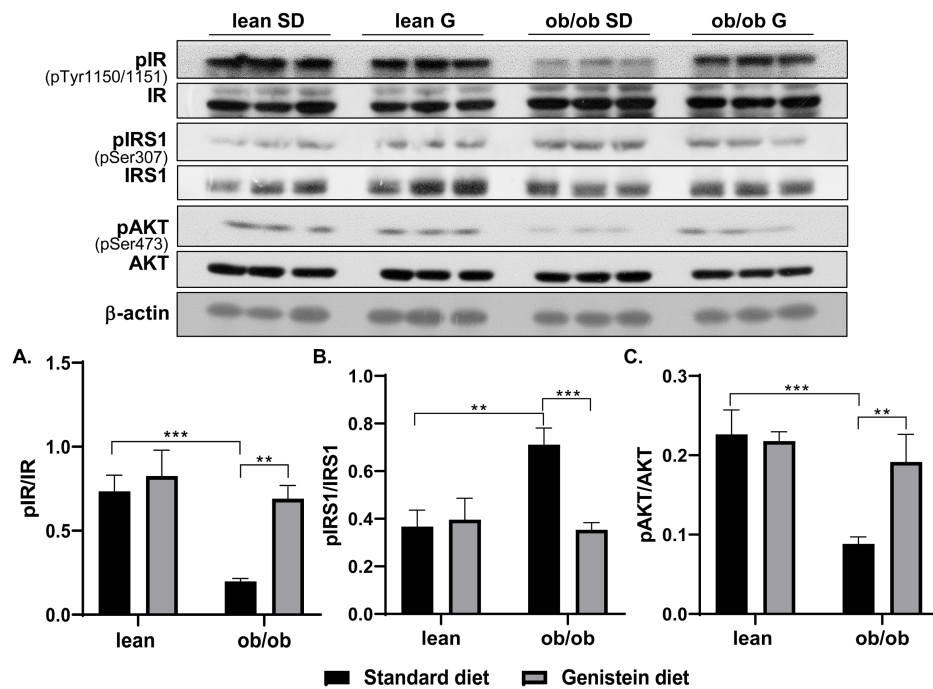 lean SD lean G ob/ob SD ob/ob G
pIR
(pTyr1150/1151)
IR
pIRS1
(pSer307)
IRS1
pAKT
(pSer473)
AKT
β-actin
A.
pIR/IR
1.5
1.0
0.5
0.0
***
**
lean ob/ob
B.
pIRS1/IRS1
1.0
0.8
0.6
0.4
0.2
0.0
**
***
lean ob/ob
C.
pAKT/AKT
0.3
0.2
0.1
0.0
***
**
lean ob/ob
Standard diet Genistein diet